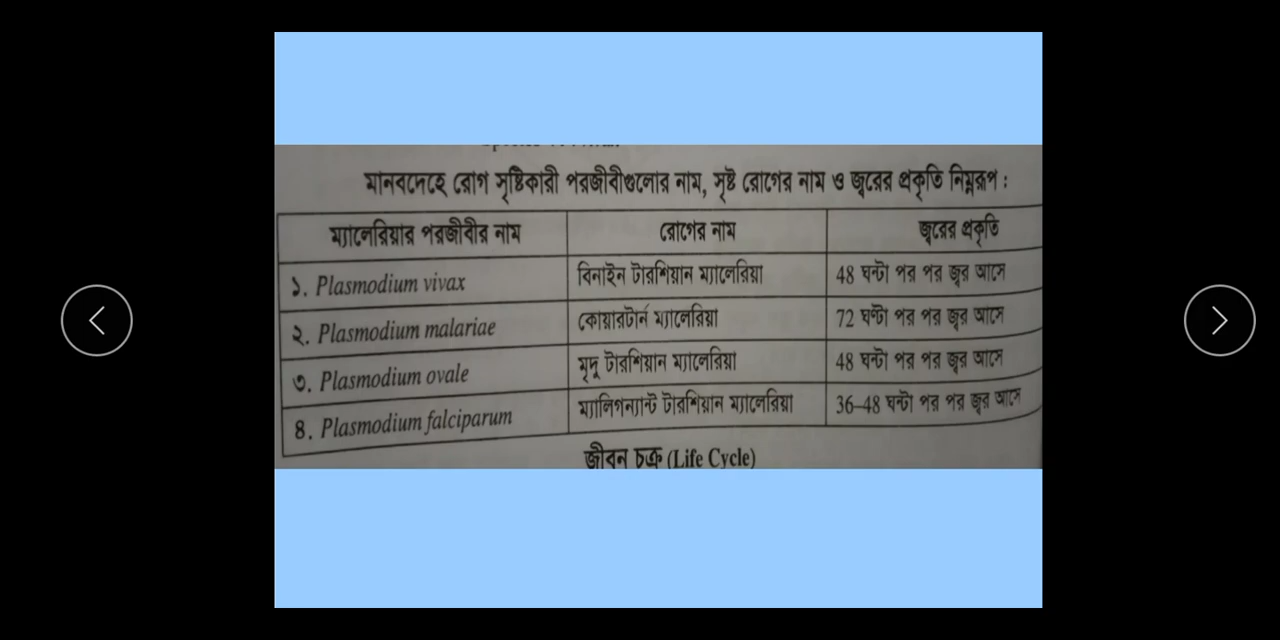 মানবদেহে রোগ সৃষ্টিকারী পরজীবীগুলোর নাম, সৃষ্ট রোগের নাম ও জ্বরের প্রকৃতি নিম্নরূপ :
ম্যালেরিয়ার পরজীবীর নাম রোগের নাম জ্বরের প্রকৃতি
১. Plasmodium vivax বিনাইন টারশিয়ান ম্যালেরিয়া 48 ঘন্টা পর পর জ্বর আসে
২. Plasmodium malariae কোয়ারটার্ন ম্যালেরিয়া 72 ঘণ্টা পর পর জ্বর আসে
৩. Plasmodium ovale মৃদু টারশিয়ান ম্যালেরিয়া 48 ঘন্টা পর পর জ্বর আসে
৪. Plasmodium falciparum ম্যালিগন্যান্ট টারশিয়ান ম্যালেরিয়া 36–48 ঘন্টা পর পর জ্বর আসে
জীবন চক্র (Life Cycle)